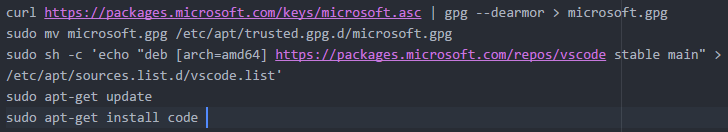 curl https://packages.microsoft.com/keys/microsoft.asc | gpg --dearmor > microsoft.gpg
sudo mv microsoft.gpg /etc/apt/trusted.gpg.d/microsoft.gpg
sudo sh -c 'echo "deb [arch=amd64] https://packages.microsoft.com/repos/vscode stable main" >
/etc/apt/sources.list.d/vscode.list'
sudo apt-get update
sudo apt-get install code